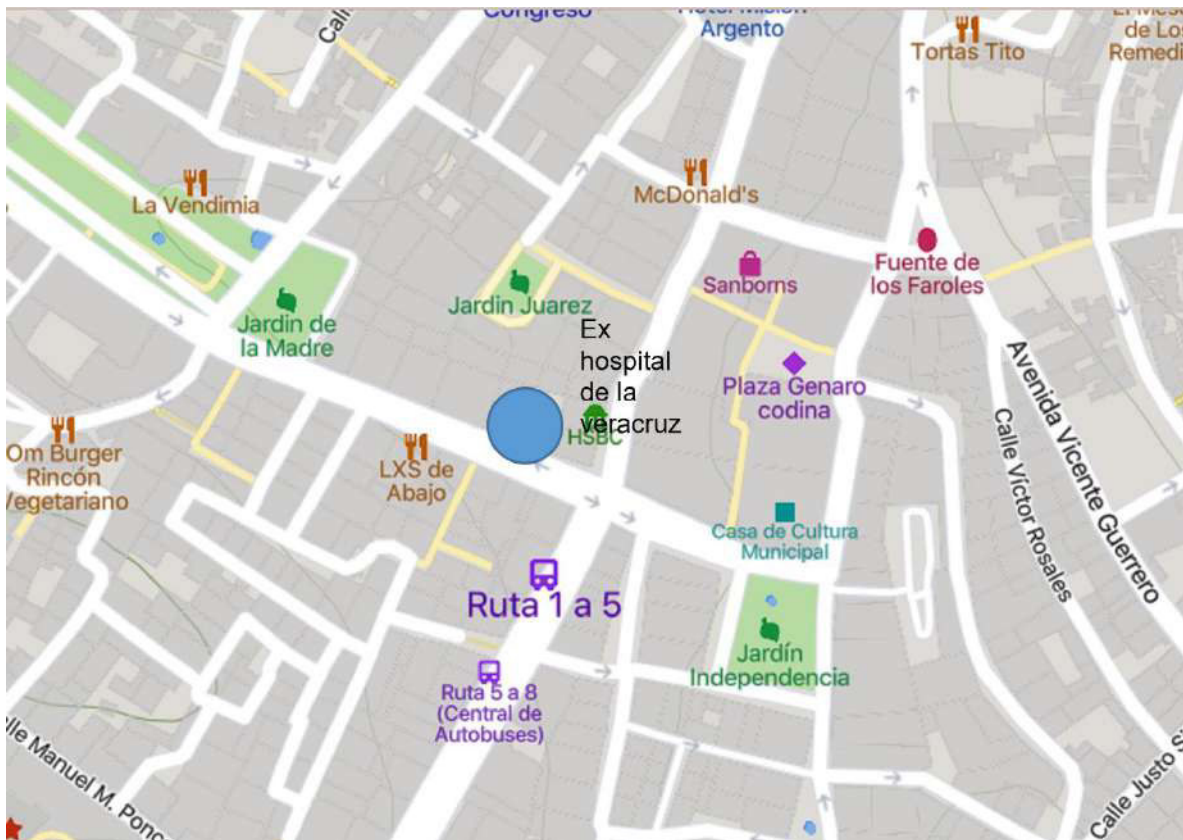 Congreso
Hotel Misión
Argento
Tortas Tito
de Los
Calle
La Vendimia
McDonald's
Sanborns
Fuente de
los Faroles
Jardin de
la Madre
Jardin Juarez
Ex
hospital
de la
veracruz
HSBC
Plaza Genaro
codina
Avenida Vicente Guerrero
Calle Víctor Rosales
Om Burger
Rincón
Vegetariano
LXS de
Abajo
Casa de Cultura
Municipal
Ruta 1 a 5
Jardín
Independencia
Ruta 5 a 8
(Central de
Autobuses)
Calle Justo